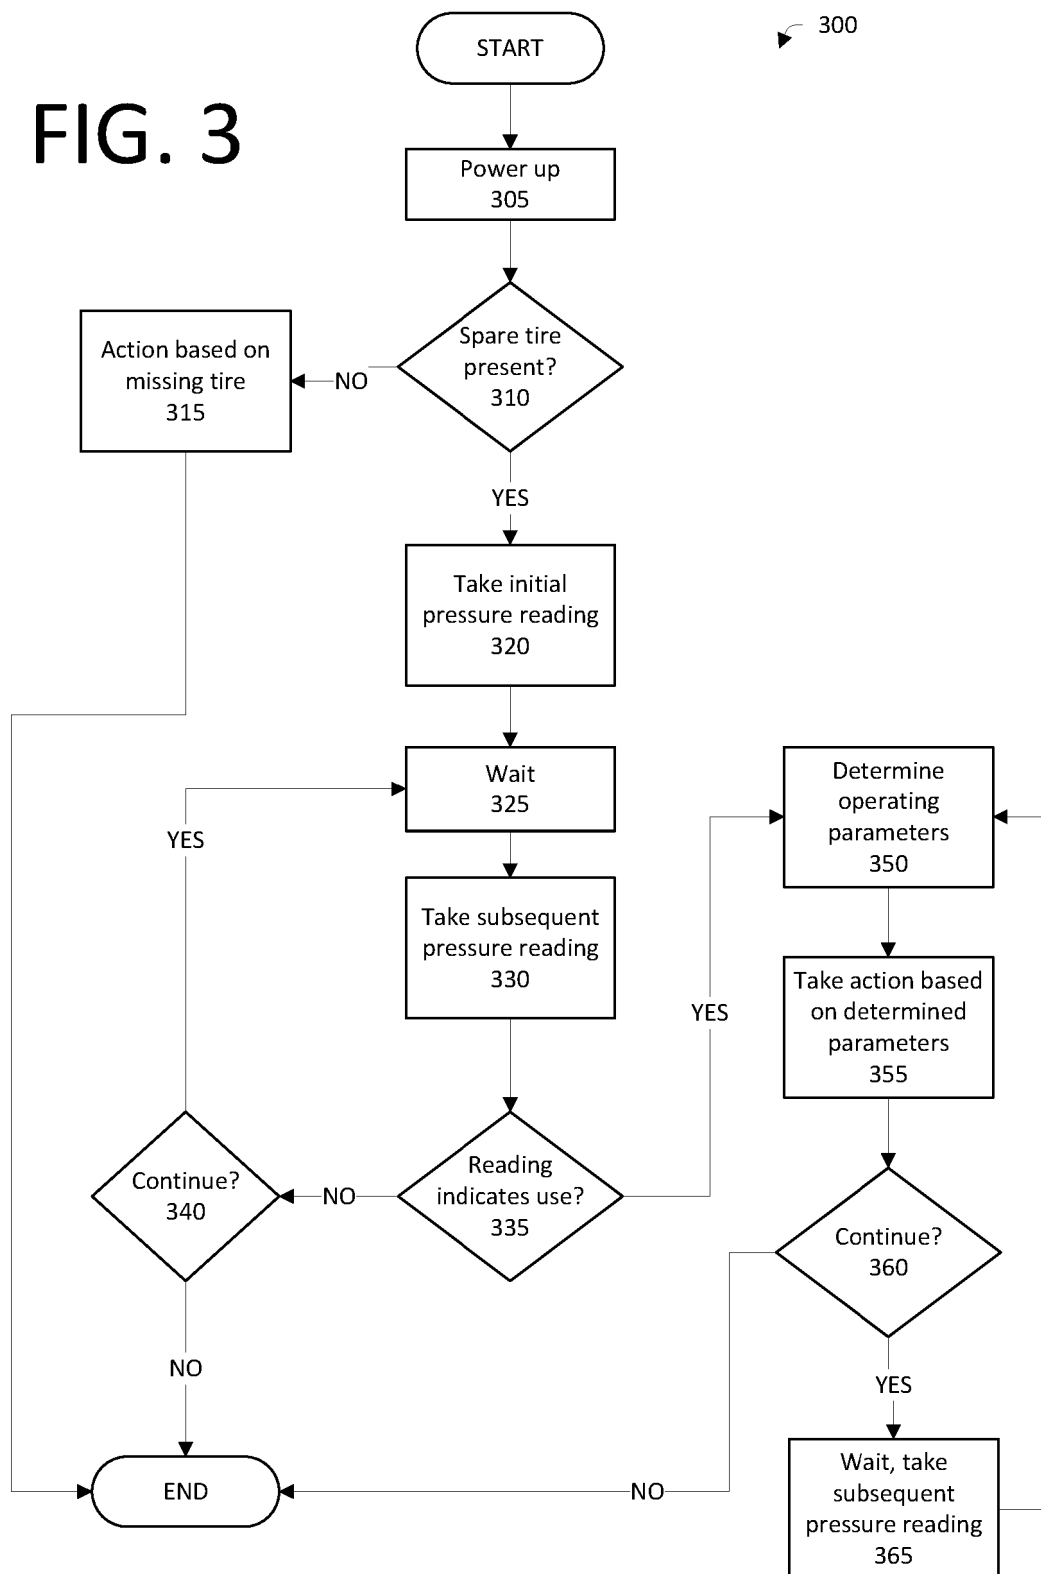 300
START
FIG. 3
Power up
305
Spare tire
present?
310
NO
Action based on
missing tire
315
YES
Take initial
pressure reading
320
Wait
325
YES
Determine
operating
parameters
350
Take subsequent
pressure reading
330
YES
Take action based
on determined
parameters
355
Reading
indicates use?
335
NO
Continue?
340
Continue?
360
NO
YES
END
NO
Wait, take
subsequent
pressure reading
365